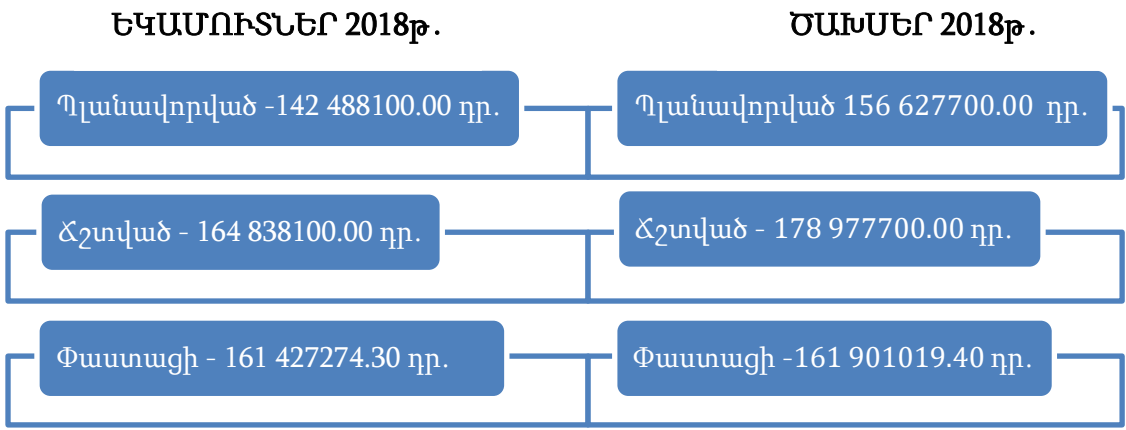 ԵԿԱՄՈՒՏՆԵՐ 2018թ.
ԾԱԽՍԵՐ 2018թ.
Պլանավորված -142 488100.00 դր.
Պլանավորված 156 627700.00 դր.
Ճշտված - 164 838100.00 դր.
Ճշտված - 178 977700.00 դր.
Փաստացի - 161 427274.30 դր.
Փաստացի -161 901019.40 դր.